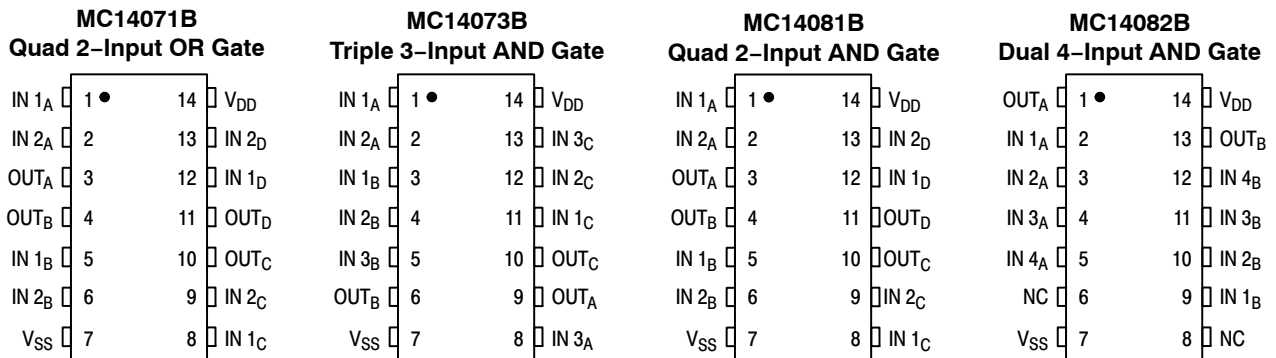 MC14071B
Quad 2−Input OR Gate
IN 1A 1 14 VDD
IN 2A 2 13 IN 2D
OUTA 3 12 IN 1D
OUTB 4 11 OUTD
IN 1B 5 10 OUTC
IN 2B 6 9 IN 2C
VSS 7 8 IN 1C
MC14073B
Triple 3−Input AND Gate
IN 1A 1 14 VDD
IN 2A 2 13 IN 3C
IN 1B 3 12 IN 2C
IN 2B 4 11 IN 1C
IN 3B 5 10 OUTC
OUTB 6 9 OUTA
VSS 7 8 IN 3A
MC14081B
Quad 2−Input AND Gate
IN 1A 1 14 VDD
IN 2A 2 13 IN 2D
OUTA 3 12 IN 1D
OUTB 4 11 OUTD
IN 1B 5 10 OUTC
IN 2B 6 9 IN 2C
VSS 7 8 IN 1C
MC14082B
Dual 4−Input AND Gate
OUTA 1 14 VDD
IN 1A 2 13 OUTB
IN 2A 3 12 IN 4B
IN 3A 4 11 IN 3B
IN 4A 5 10 IN 2B
NC 6 9 IN 1B
VSS 7 8 NC